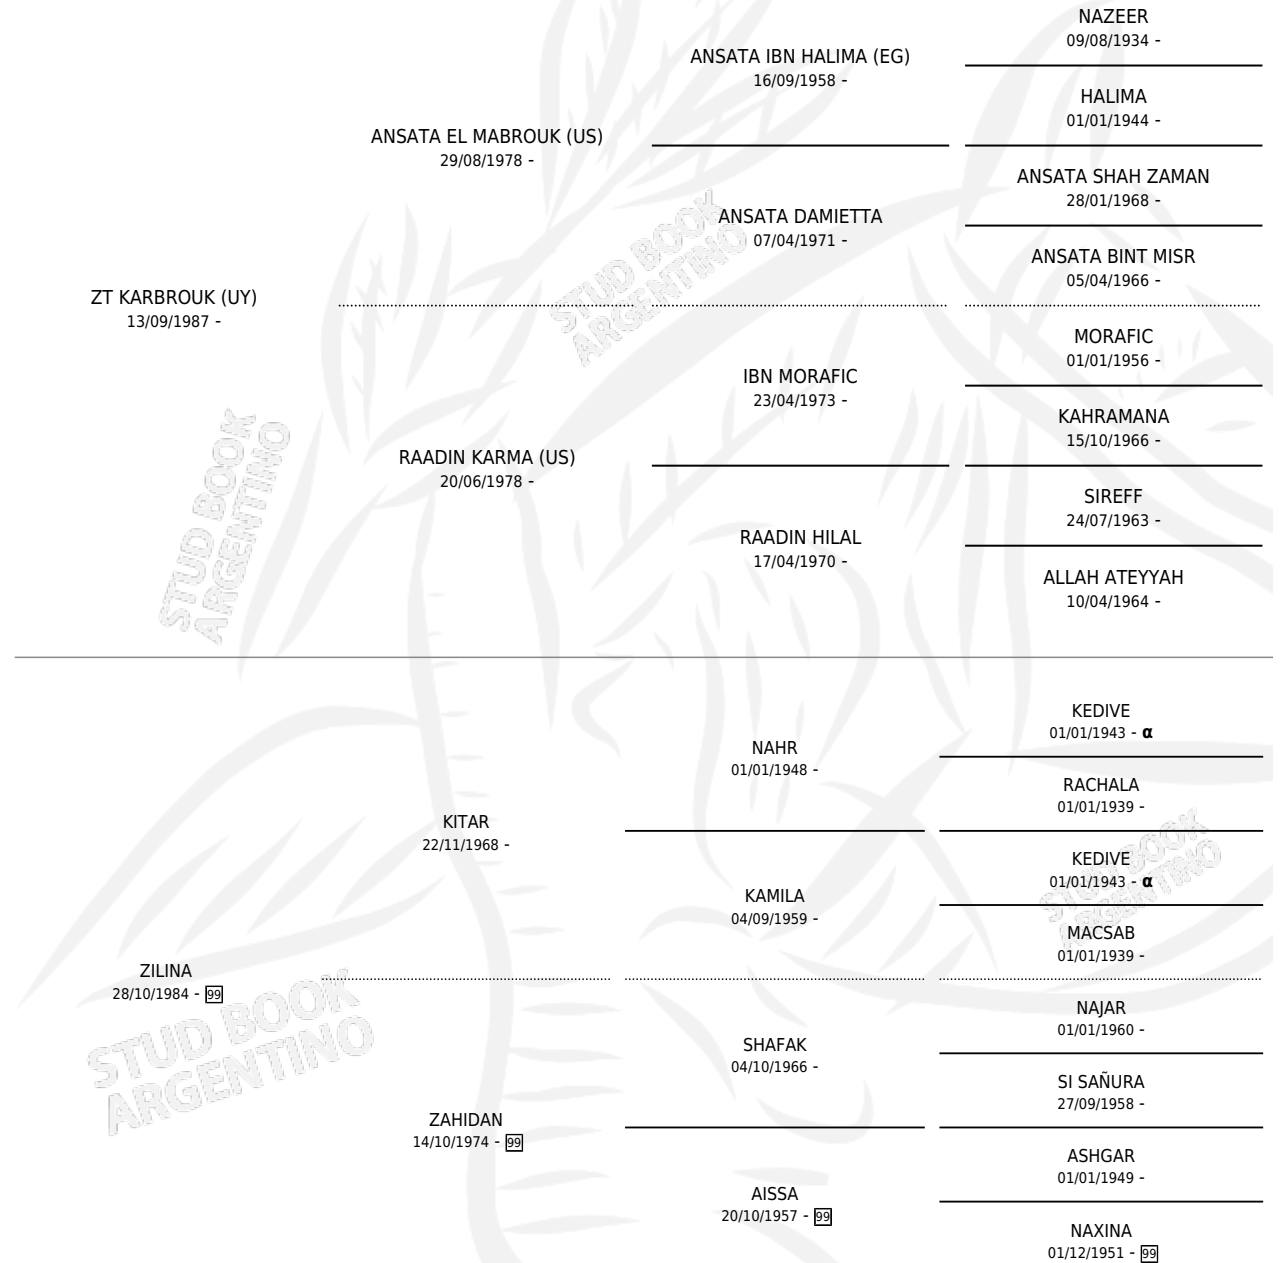 NAZEER
09/08/1934 -
ANSATA IBN HALIMA (EG)
16/09/1958 -
HALIMA
01/01/1944 -
ANSATA EL MABROUK (US)
29/08/1978 -
ANSATA SHAH ZAMAN
28/01/1968 -
ANSATA DAMIETTA
07/04/1971 -
ANSATA BINT MISR
05/04/1966 -
ZT KARBROUK (UY)
13/09/1987 -
MORAFIC
01/01/1956 -
IBN MORAFIC
23/04/1973 -
KAHRAMANA
15/10/1966 -
RAADIN KARMA (US)
20/06/1978 -
SIREFF
24/07/1963 -
RAADIN HILAL
17/04/1970 -
ALLAH ATEYYAH
10/04/1964 -
STUD BOOK
ARGENTINO
STUD BOOK
ARGENTINO
KEDIVE
01/01/1943 - α
NAHR
01/01/1948 -
RACHALA
01/01/1939 -
KITAR
22/11/1968 -
KEDIVE
01/01/1943 - α
KAMILA
04/09/1959 -
MACSAB
01/01/1939 -
STUD BOOK
ARGENTINO
ZILINA
28/10/1984 - 99
NAJAR
01/01/1960 -
SHAFAK
04/10/1966 -
SI SAÑURA
27/09/1958 -
ZAHIDAN
14/10/1974 - 99
ASHGAR
01/01/1949 -
AISSA
20/10/1957 - 99
NAXINA
01/12/1951 - 99
STUD BOOK
ARGENTINO